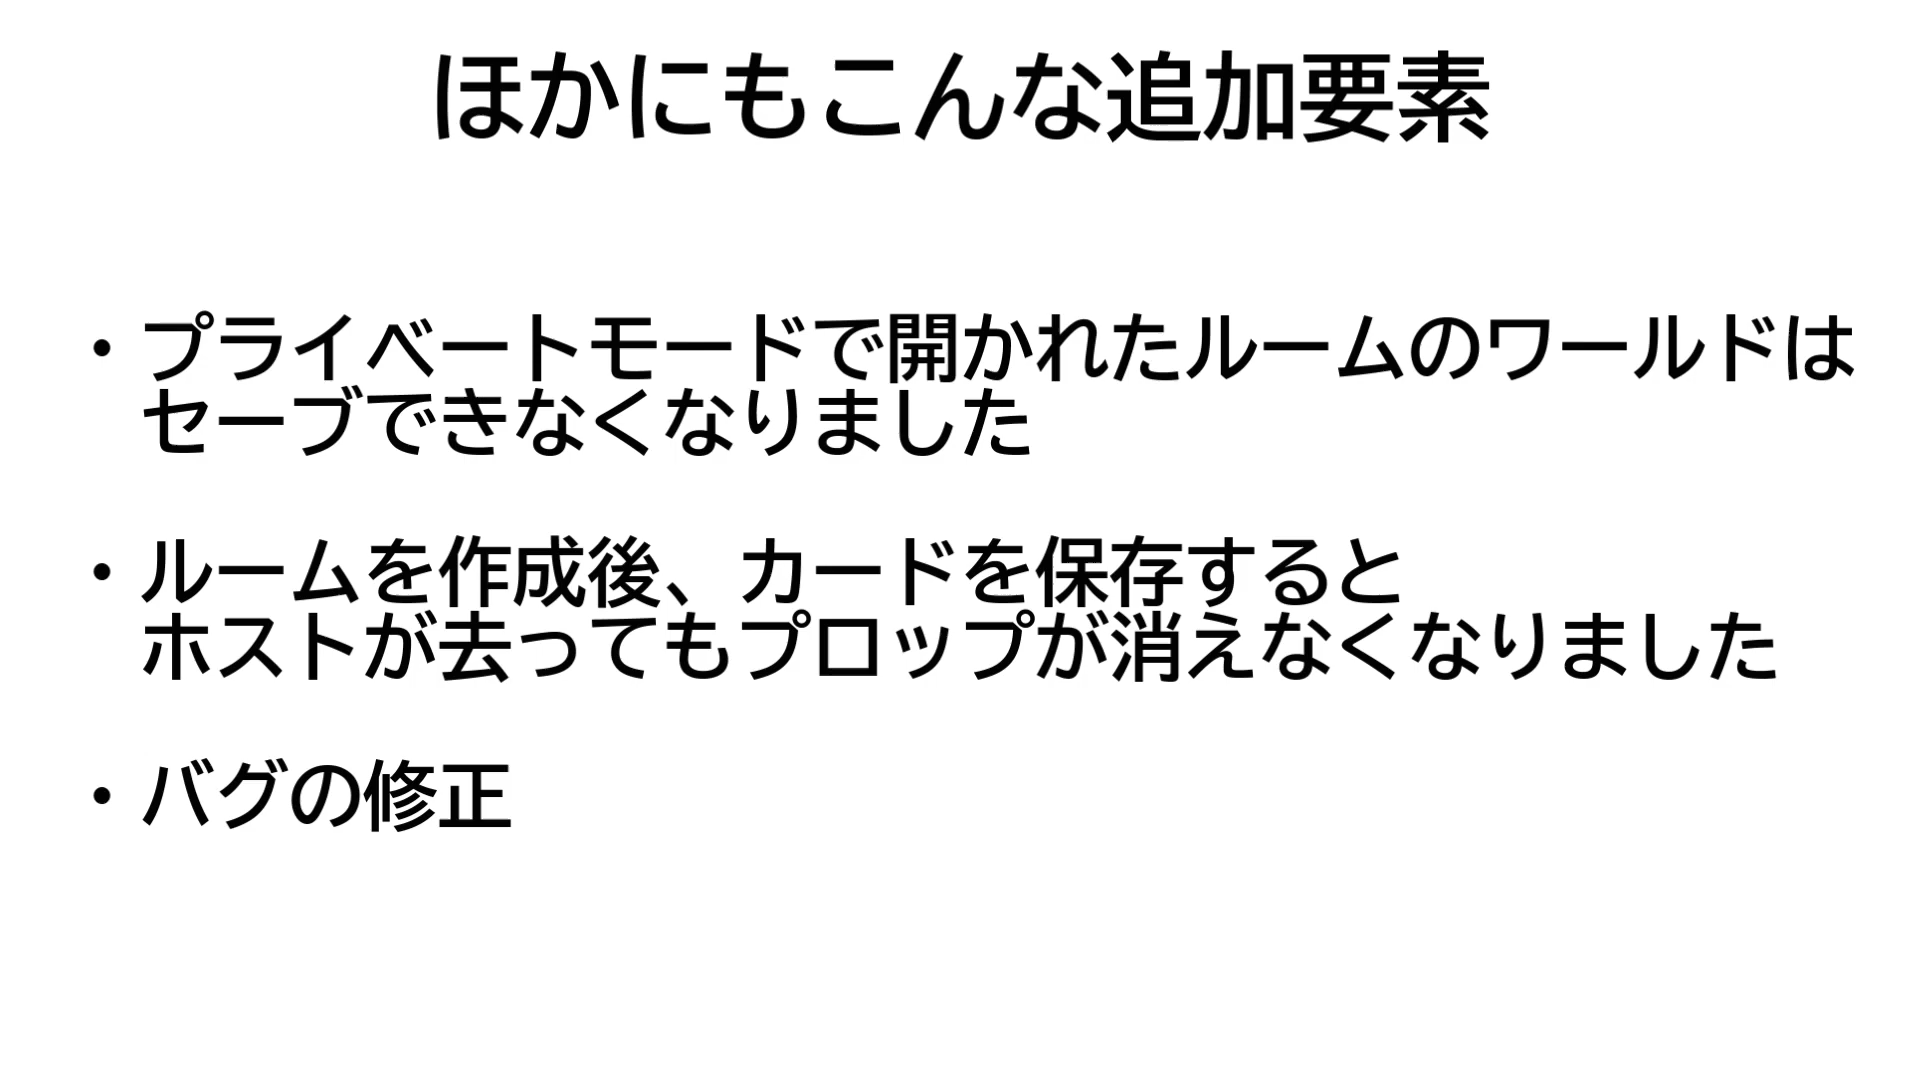 ほかにもこんな追加要素
・プライベートモードで開かれたルームのワールドは
セーブできなくなりました
・ルームを作成後、カードを保存すると
ホストが去ってもプロップが消えなくなりました
・バグの修正